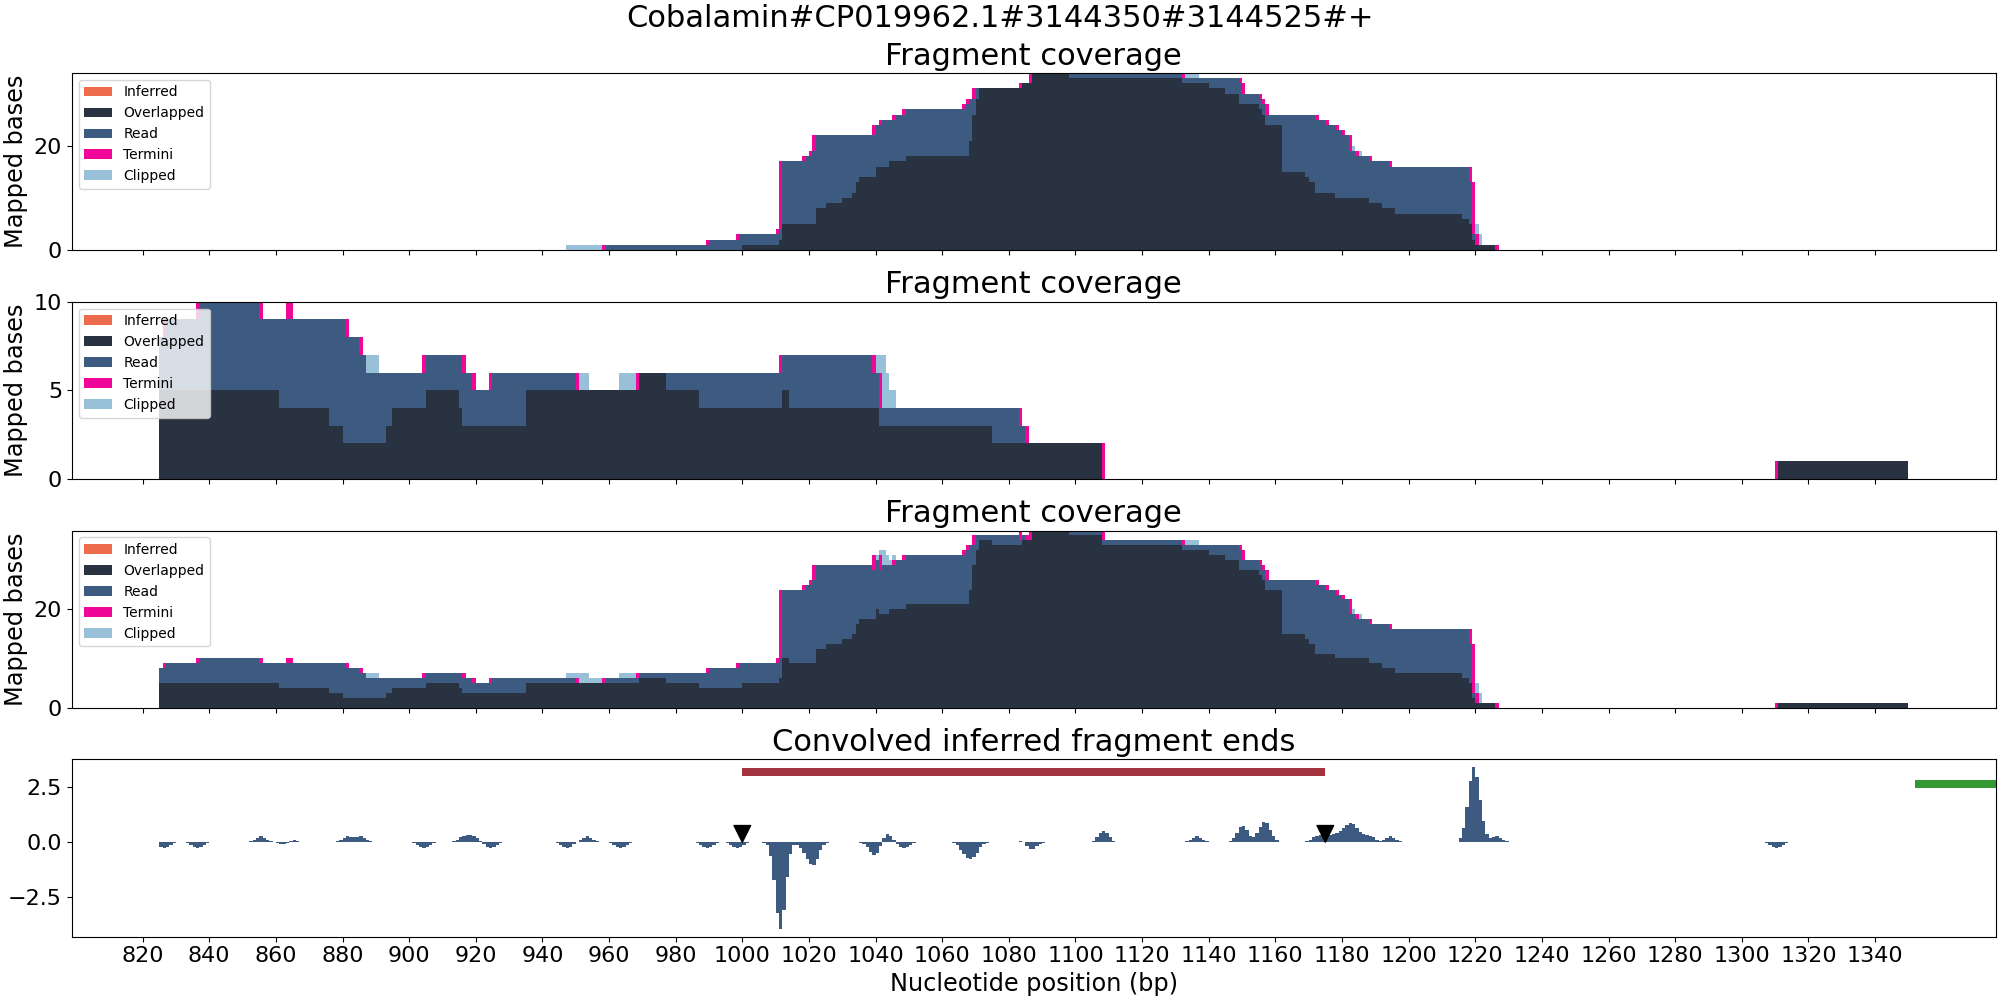 Cobalamin#CP019962.1#3144350#3144525#+
Fragment coverage
Mapped bases
20
0
Inferred
Overlapped
Read
Termini
Clipped
Fragment coverage
Mapped bases
10
5
0
Inferred
Overlapped
Read
Termini
Clipped
Fragment coverage
Mapped bases
20
0
Inferred
Overlapped
Read
Termini
Clipped
Convolved inferred fragment ends
2.5
0.0
−2.5
820 840 860 880 900 920 940 960 980 1000 1020 1040 1060 1080 1100 1120 1140 1160 1180 1200 1220 1240 1260 1280 1300 1320 1340
Nucleotide position (bp)